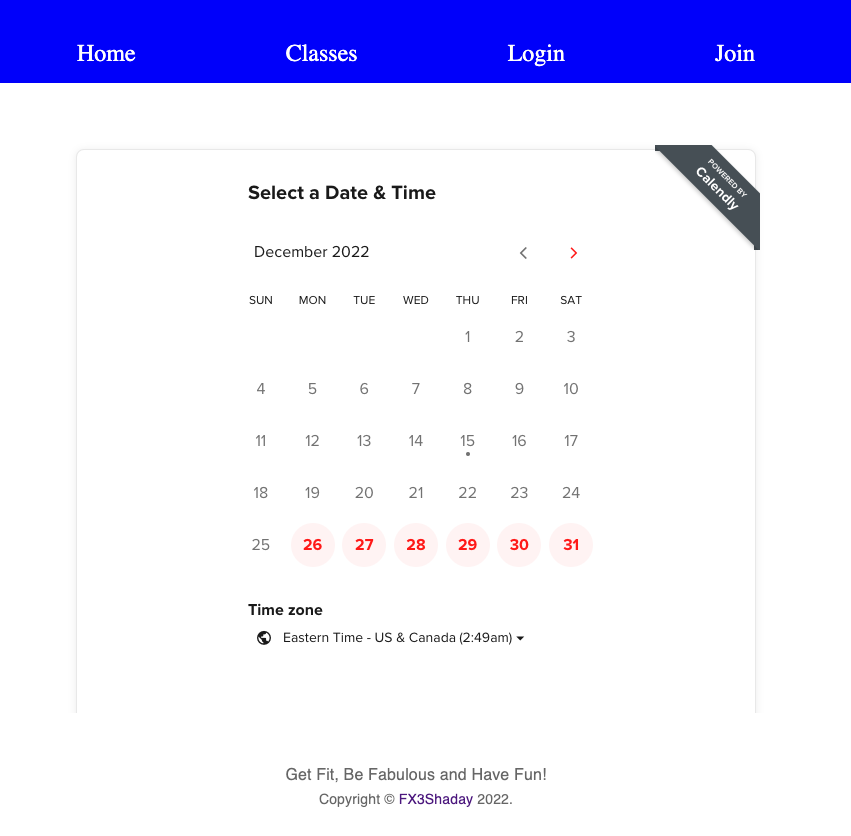 Home Classes Login Join
POWERED BY
Calendly
Select a Date & Time
December 2022
SUN MON TUE WED THU FRI SAT
1 2 3
4 5 6 7 8 9 10
11 12 13 14 15 16 17
18 19 20 21 22 23 24
25 26 27 28 29 30 31
Time zone
Eastern Time - US & Canada (2:49am)
Get Fit, Be Fabulous and Have Fun!
Copyright © FX3Shaday 2022.